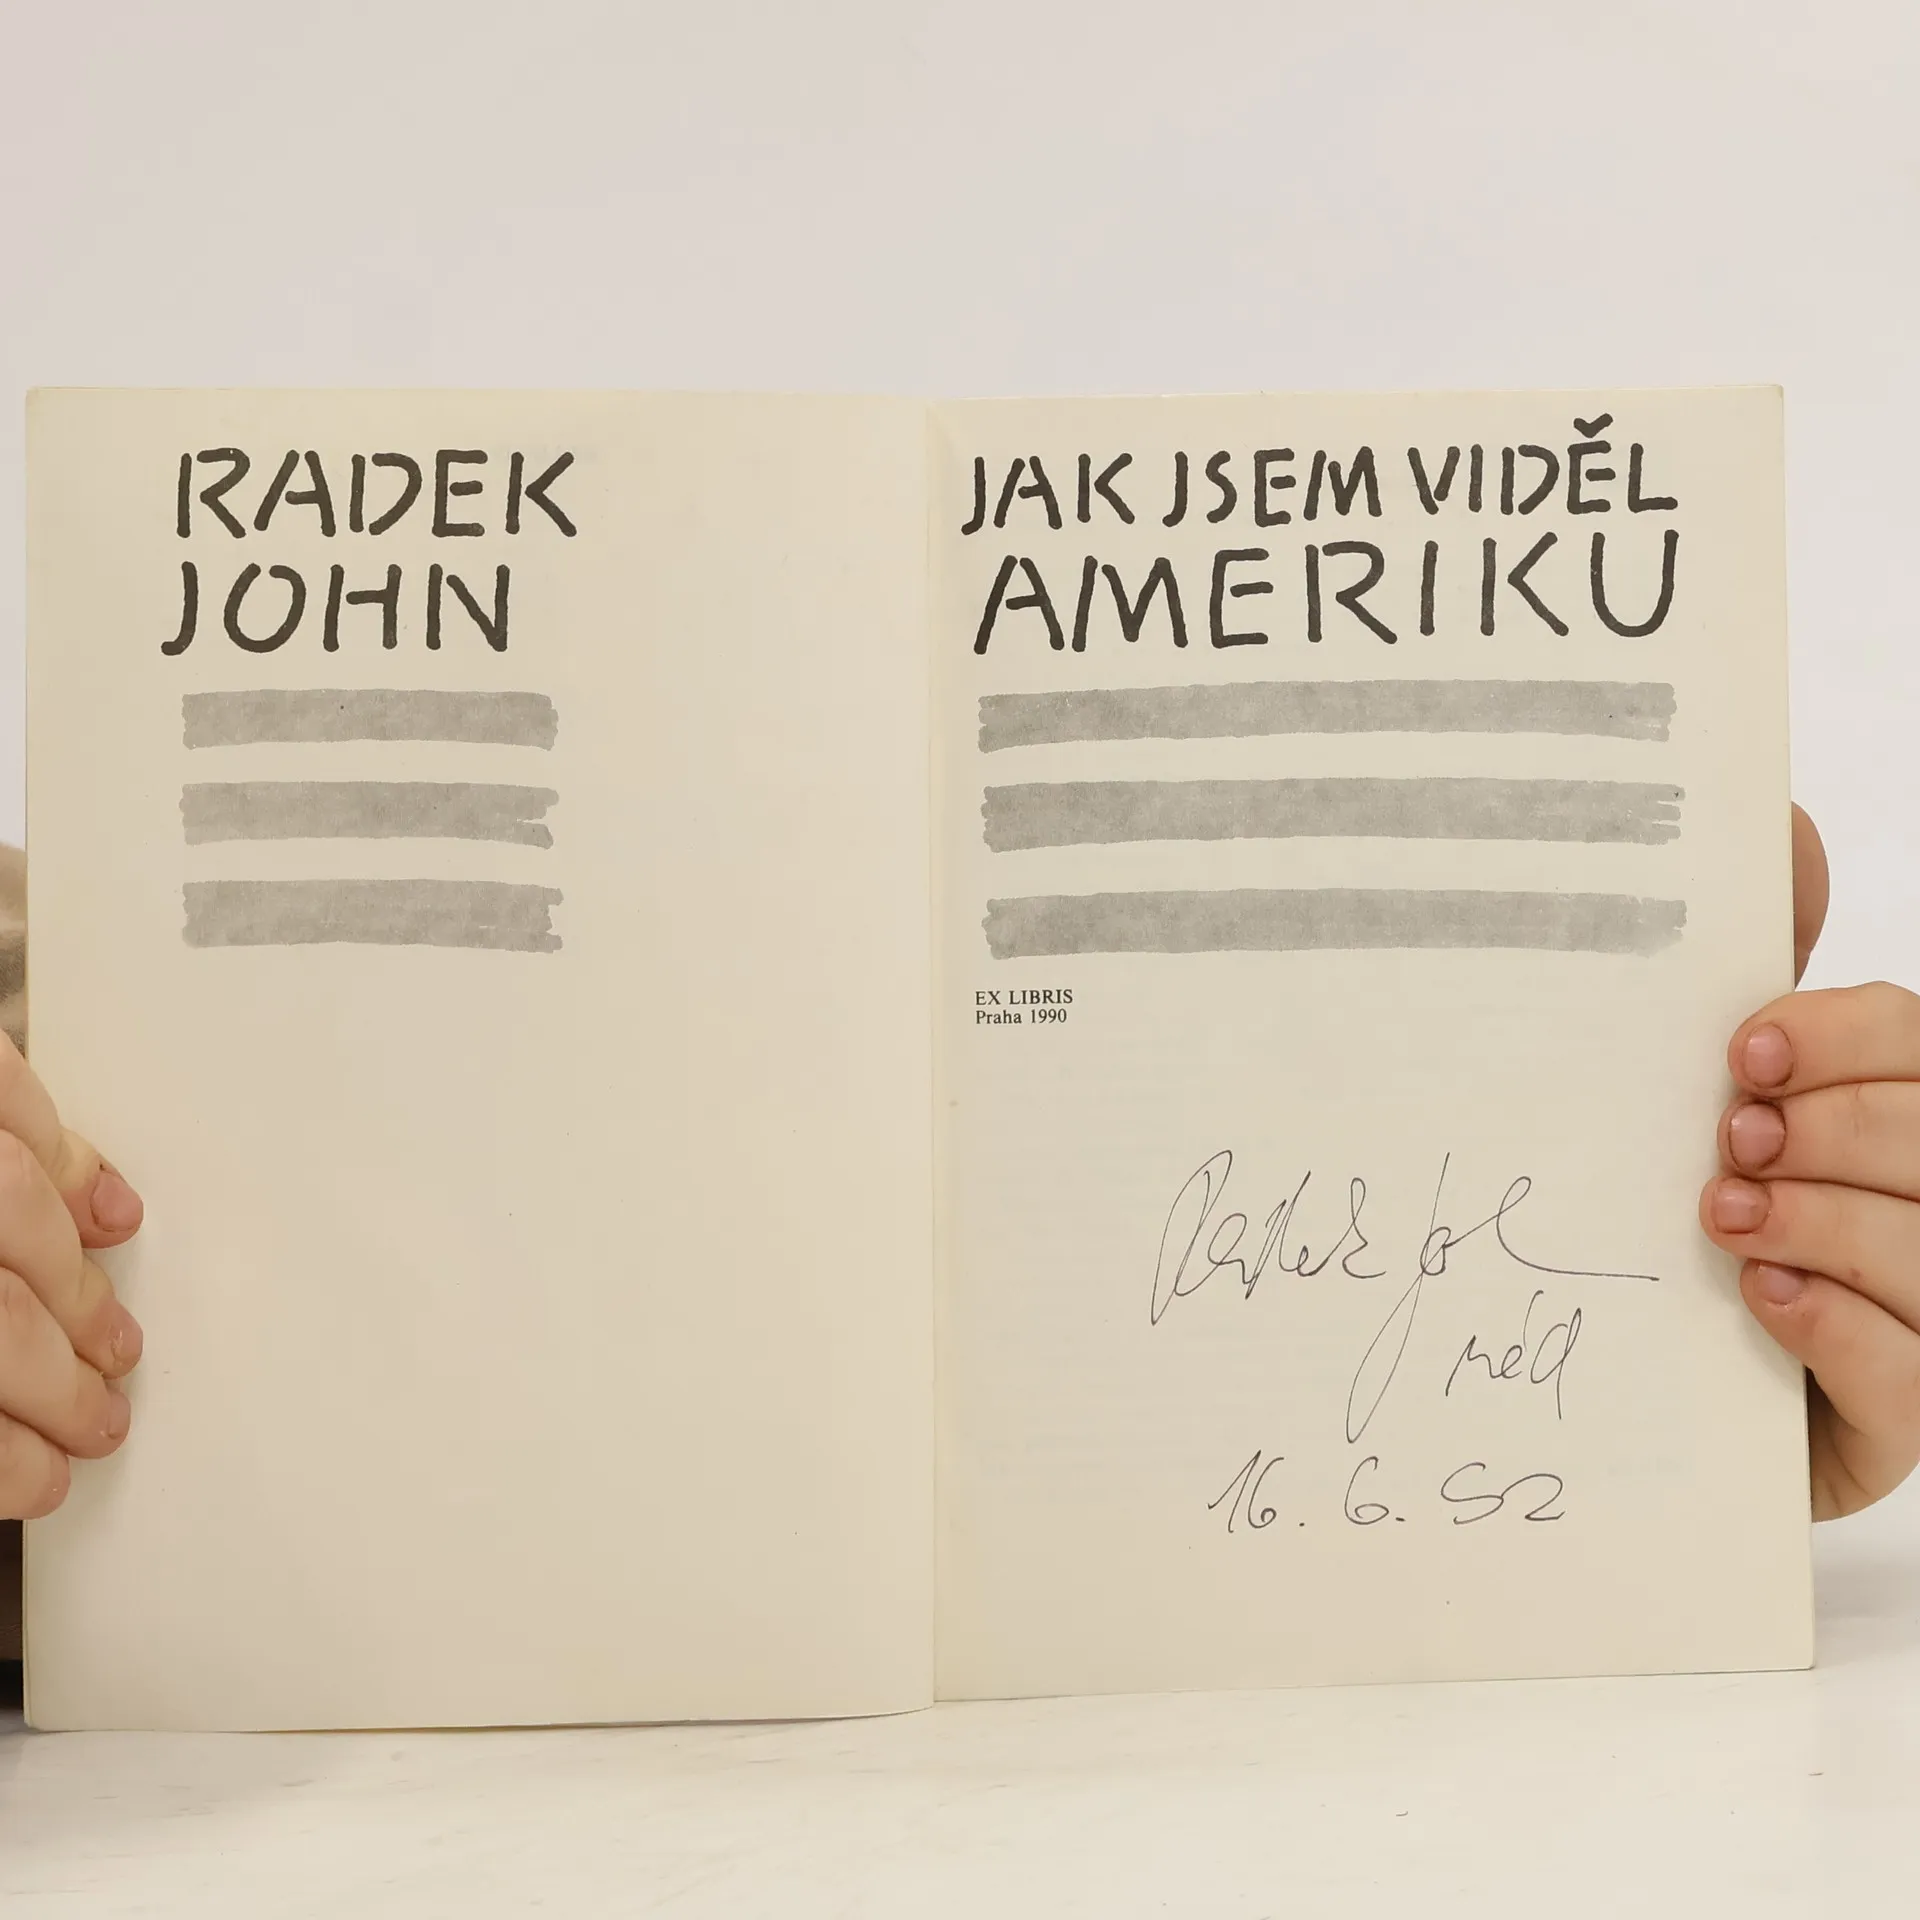 RADEK
JOHN
JAK JSEM VIDĚL
AMERIKU
EX LIBRIS
Praha 1990
Radek John
16. 6. 92